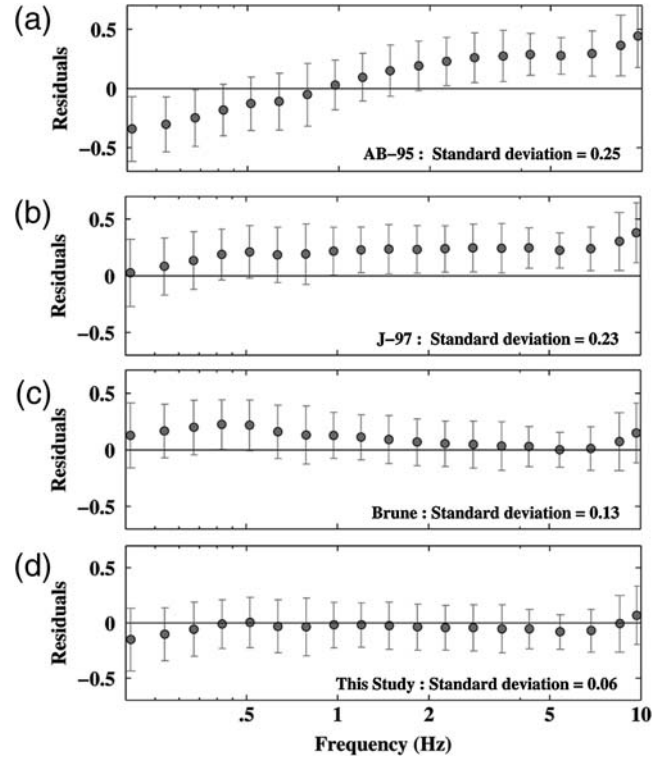 (a)
Residuals
0.5
0
−0.5
AB−95 : Standard deviation = 0.25
(b)
Residuals
0.5
0
−0.5
J−97 : Standard deviation = 0.23
(c)
Residuals
0.5
0
−0.5
Brune : Standard deviation = 0.13
(d)
Residuals
0.5
0
−0.5
This Study : Standard deviation = 0.06
.5 1 2 5 10
Frequency (Hz)